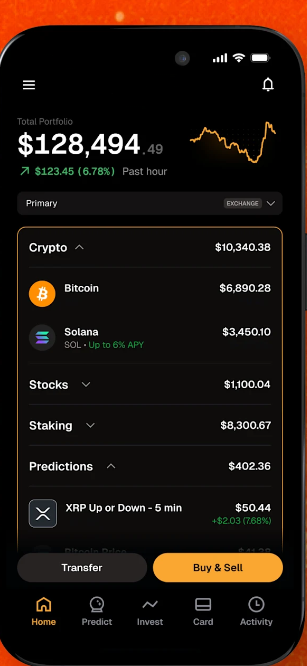 Total Portfolio
$128,494.49
$123.45 (6.78%) Past hour
Primary EXCHANGE
Crypto $10,340.38
Bitcoin $6,890.28
Solana $3,450.10
SOL • Up to 6% APY
Stocks $1,100.04
Staking $8,300.67
Predictions $402.36
XRP Up or Down - 5 min $50.44
+$2.03 (7.68%)
Bitcoin Price
Transfer Buy & Sell
Home Predict Invest Card Activity